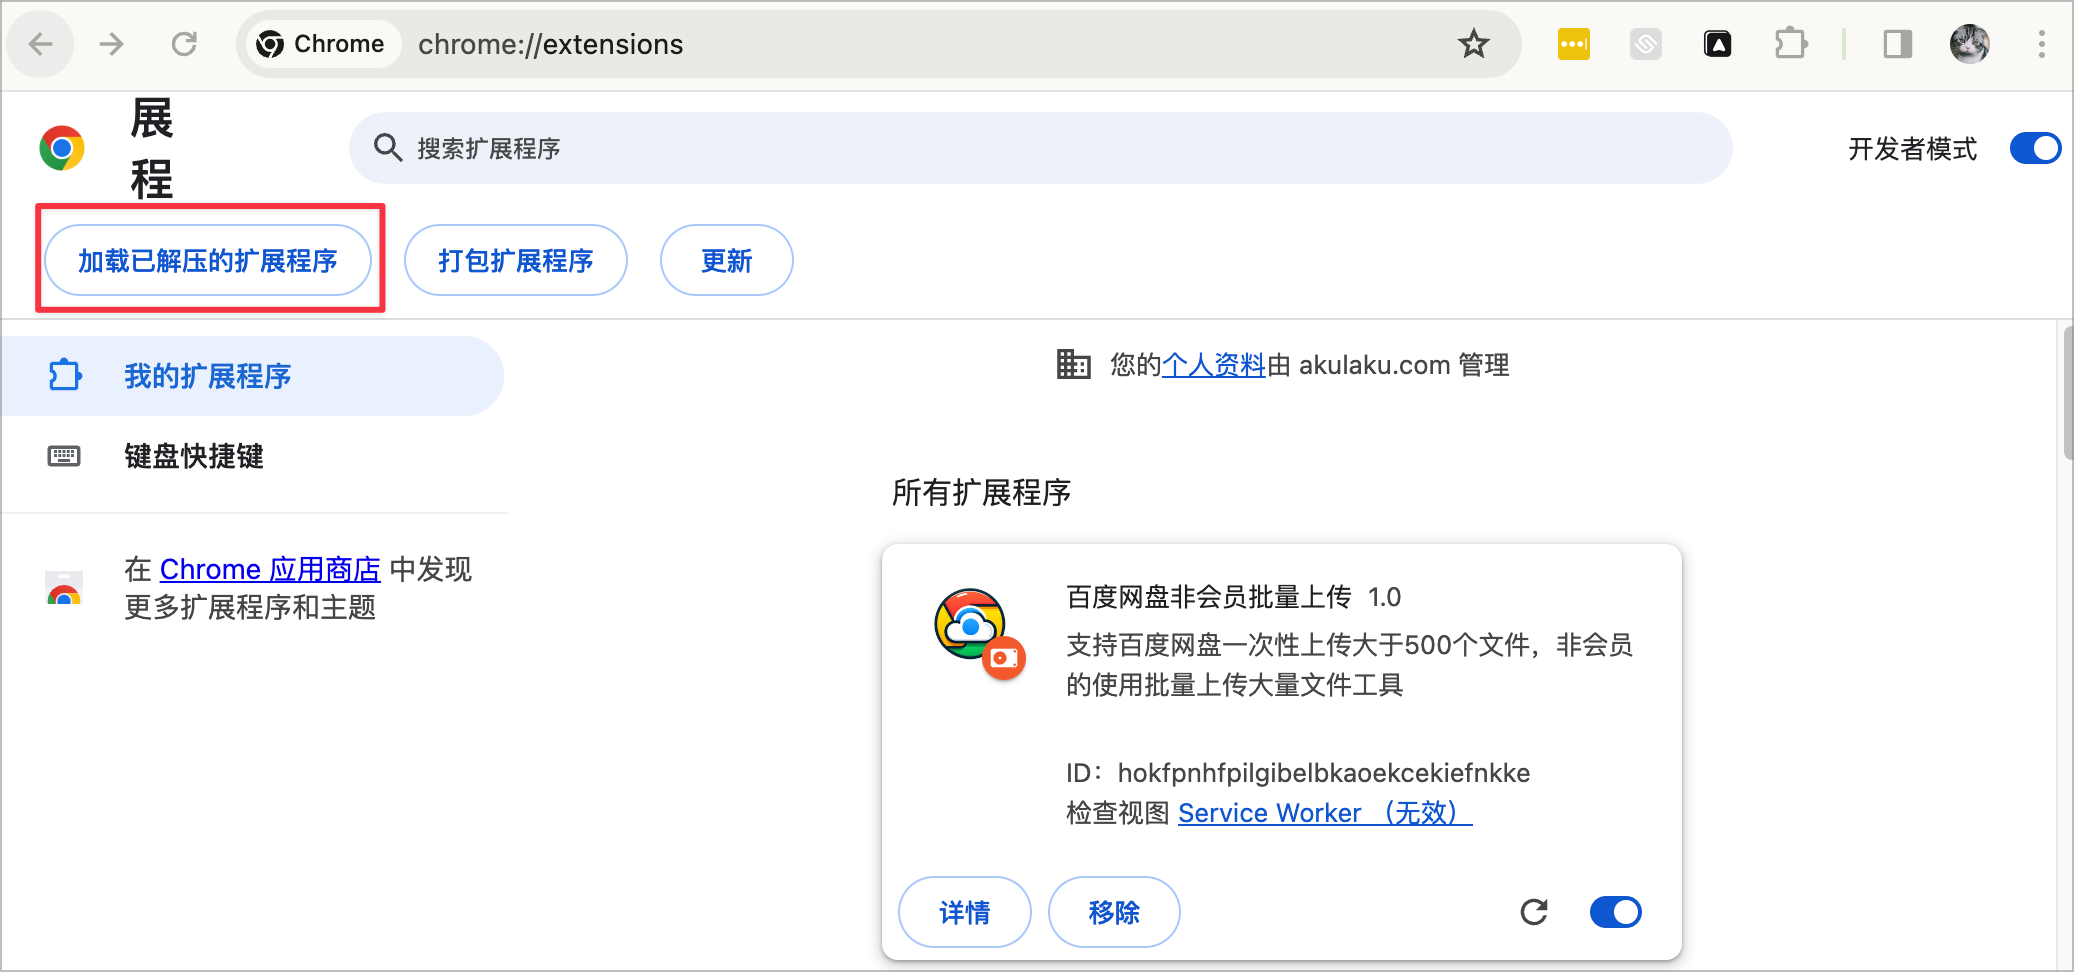 Chrome chrome://extensions
展
程
搜索扩展程序
开发者模式
加载已解压的扩展程序 打包扩展程序 更新
我的扩展程序
键盘快捷键
在 Chrome 应用商店 中发现
更多扩展程序和主题
您的个人资料由 akulaku.com 管理
所有扩展程序
百度网盘非会员批量上传 1.0
支持百度网盘一次性上传大于500个文件，非会员
的使用批量上传大量文件工具
ID：hokfpnhfpilgibelbkaoekcekiefnkke
检查视图 Service Worker （无效）
详情 移除